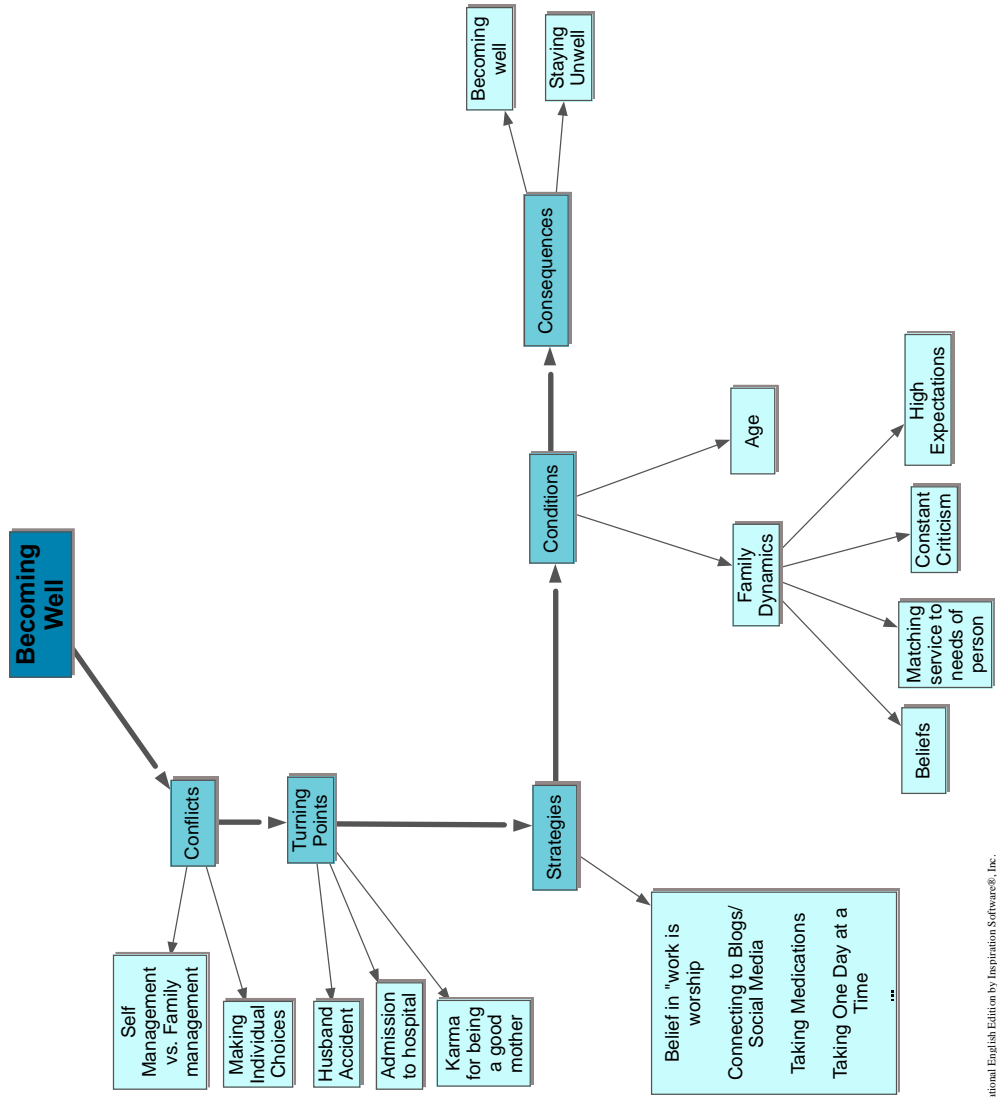 Becoming
Well
Conflicts
Self
Management
vs. Family
management
Making
Individual
Choices
Turning
Points
Husband
Accident
Admission
to hospital
Karma
for being
a good
mother
Strategies
Belief in "work is
worship
Connecting to Blogs/
Social Media
Taking Medications
Taking One Day at a
Time
...
Conditions
Family
Dynamics
Beliefs
Matching
service to
needs of
person
Constant
Criticism
High
Expectations
Age
Consequences
Becoming
well
Staying
Unwell
English Edition by Inspiration Software®, Inc.